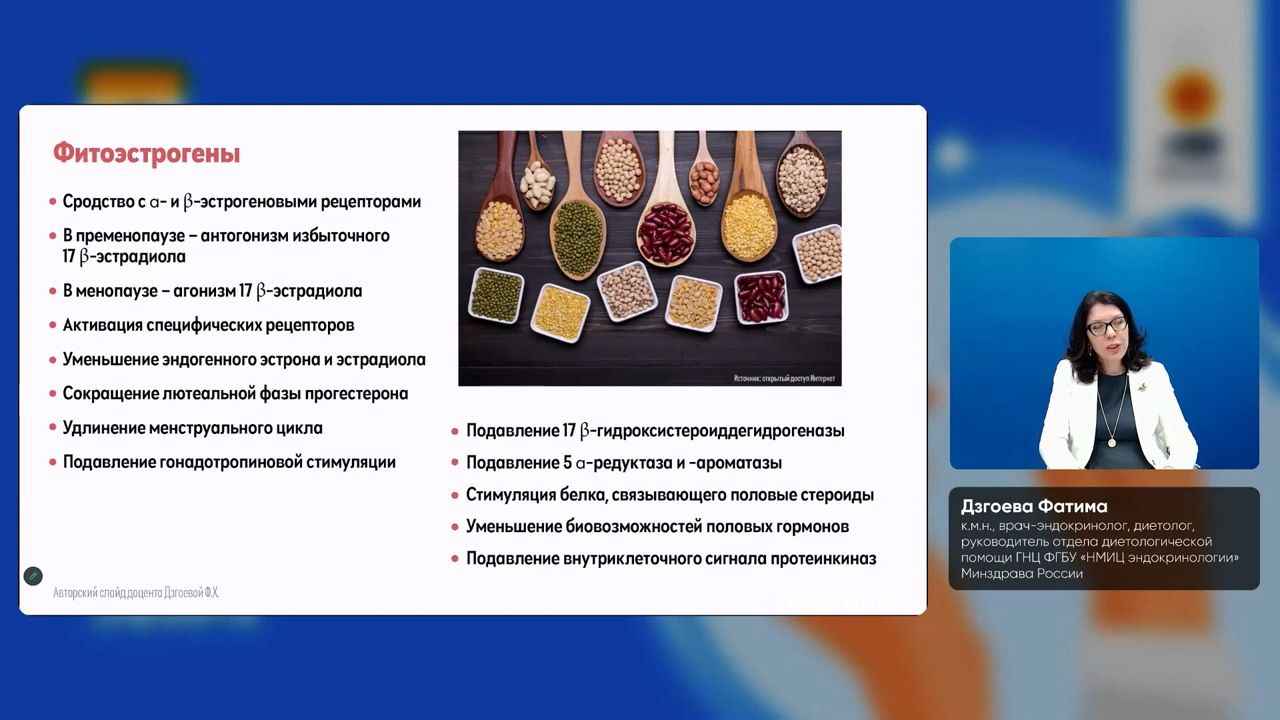 Фитоэстрогены
Сродство с α- и β-эстрогеновыми рецепторами
В пременопаузе – антогонизм избыточного
17 β-эстрадиола
В менопаузе – агонизм 17 β-эстрадиола
Активация специфических рецепторов
Уменьшение эндогенного эстрона и эстрадиола
Сокращение лютеальной фазы прогестерона
Удлинение менструального цикла
Подавление гонадотропиновой стимуляции
Источник: открытый доступ Интернет
Подавление 17 β-гидроксистероиддегидрогеназы
Подавление 5 α-редуктаза и -ароматазы
Стимуляция белка, связывающего половые стероиды
Уменьшение биовозможностей половых гормонов
Подавление внутриклеточного сигнала протеинкиназ
Авторский слайд доцента Дзгоевой Ф.Х.
Дзгоева Фатима
к.м.н., врач-эндокринолог, диетолог,
руководитель отдела диетологической
помощи ГНЦ ФГБУ «НМИЦ эндокринологии»
Минздрава России